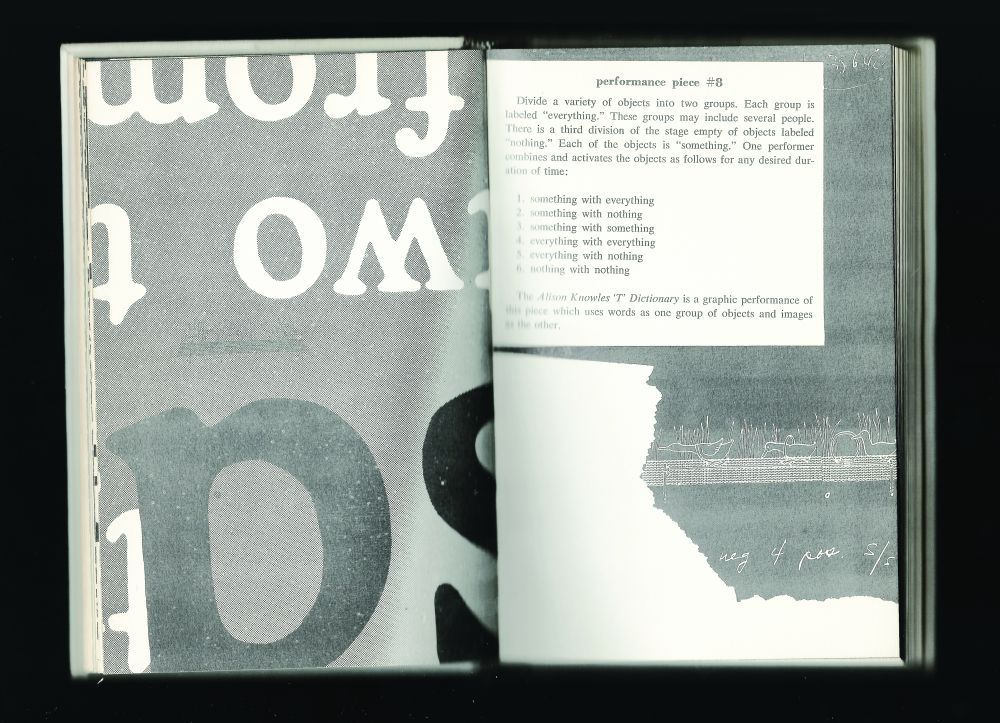 from
two
performance piece #8
Divide a variety of objects into two groups. Each group is
labeled "everything." These groups may include several people.
There is a third division of the stage empty of objects labeled
"nothing." Each of the objects is "something." One performer
combines and activates the objects as follows for any desired dur-
ation of time:
1. something with everything
2. something with nothing
3. something with something
4. everything with everything
5. everything with nothing
6. nothing with nothing
The Alison Knowles 'T' Dictionary is a graphic performance of
this piece which uses words as one group of objects and images
as the other.
neg 4 pos. 5/5